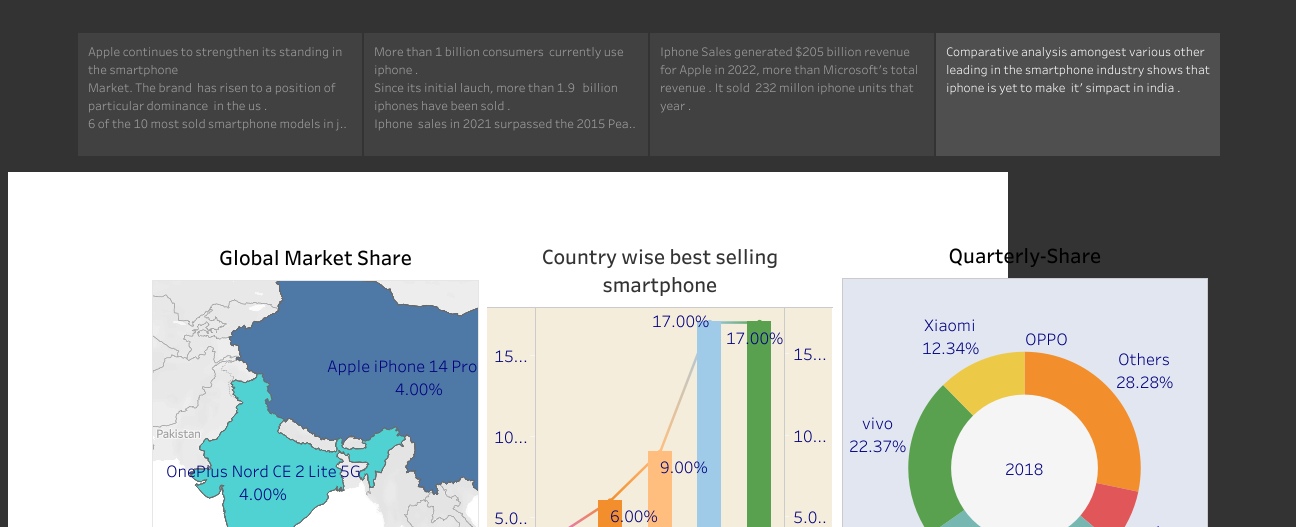 Apple continues to strengthen its standing in
the smartphone
Market. The brand has risen to a position of
particular dominance in the us .
6 of the 10 most sold smartphone models in j..
More than 1 billion consumers currently use
iphone .
Since its initial lauch, more than 1.9 billion
iphones have been sold .
Iphone sales in 2021 surpassed the 2015 Pea..
Iphone Sales generated $205 billion revenue
for Apple in 2022, more than Microsoft's total
revenue . It sold 232 millon iphone units that
year .
Comparative analysis amongest various other
leading in the smartphone industry shows that
iphone is yet to make it' simpact in india .
Global Market Share
Apple iPhone 14 Pro
4.00%
Pakistan
OnePlus Nord CE 2 Lite 5G
4.00%
Country wise best selling
smartphone
17.00%
17.00%
15...
15...
10...
10...
9.00%
6.00%
5.0..
5.0..
Quarterly-Share
Xiaomi
12.34%
OPPO
Others
28.28%
vivo
22.37%
2018